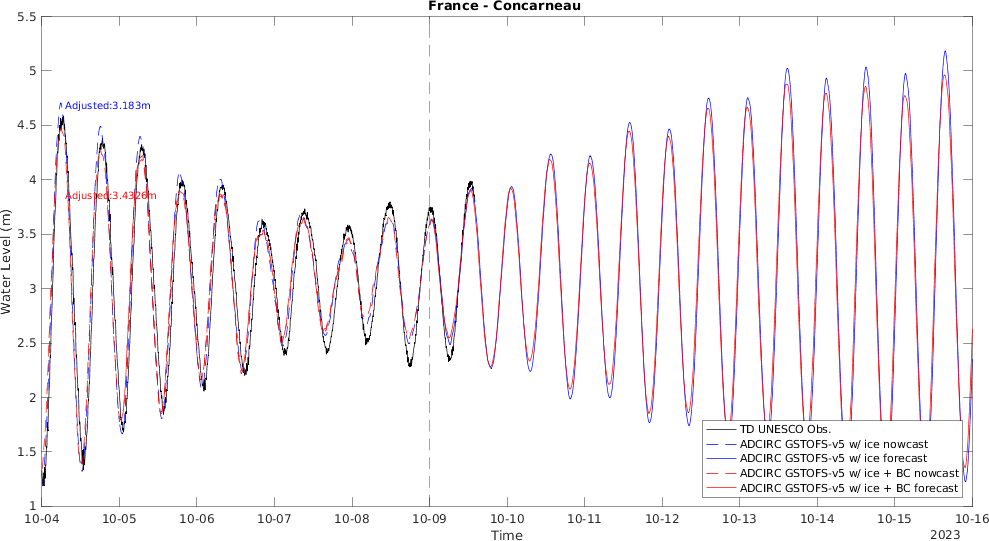 France - Concarneau
5.5
5
4.5
4
3.5
3
2.5
2
1.5
1
Water Level (m)
Adjusted:3.183m
Adjusted:3.4326m
TD UNESCO Obs.
ADCIRC GSTOFS-v5 w/ ice nowcast
ADCIRC GSTOFS-v5 w/ ice forecast
ADCIRC GSTOFS-v5 w/ ice + BC nowcast
ADCIRC GSTOFS-v5 w/ ice + BC forecast
10-04 10-05 10-06 10-07 10-08 10-09 10-10 10-11 10-12 10-13 10-14 10-15 10-16
Time
2023